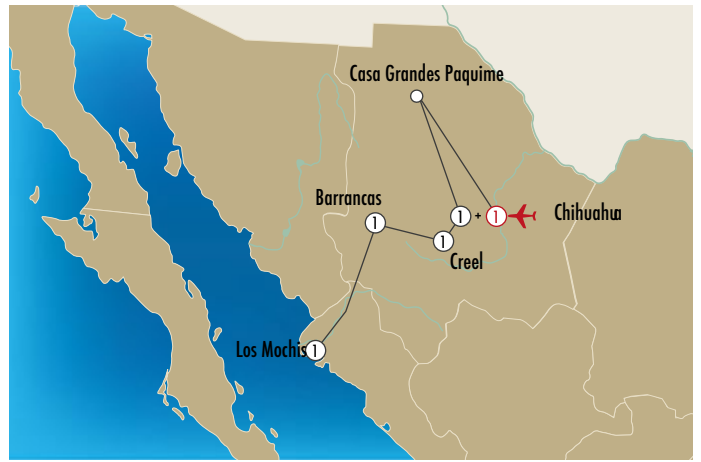 Casa Grandes Paquime
Barrancas
1
1
+
1
Chihuahua
1
Creel
Los Mochis
1